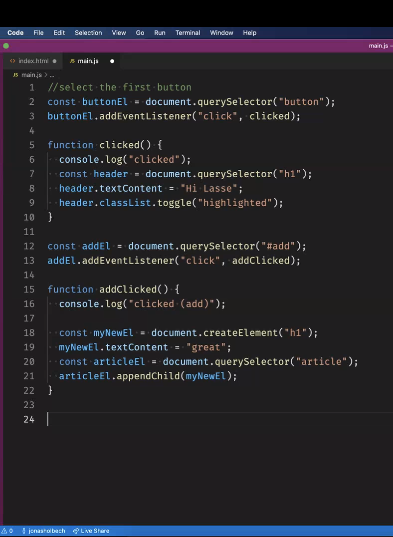 Code File Edit Selection View Go Run Terminal Window Help
main.js –
index.html main.js
main.js > ...
1 //select the first button
2 const buttonEl = document.querySelector("button");
3 buttonEl.addEventListener("click", clicked);
4
5 function clicked() {
6 console.log("clicked");
7 const header = document.querySelector("h1");
8 header.textContent = "Hi Lasse";
9 header.classList.toggle("highlighted");
10 }
11
12 const addEl = document.querySelector("#add");
13 addEl.addEventListener("click", addClicked);
14
15 function addClicked() {
16 console.log("clicked (add)");
17
18 const myNewEl = document.createElement("h1");
19 myNewEl.textContent = "great";
20 const articleEl = document.querySelector("article");
21 articleEl.appendChild(myNewEl);
22 }
23
24
0 jonasholbech Live Share